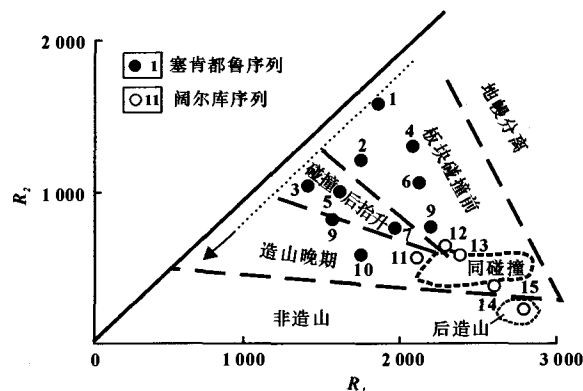 2 000
● 1 塞肯都鲁序列
○ 11 阔尔库序列
地幔分离
板块碰撞前
1
4
2
6
碰撞后抬升
3
5
1 000
R₂
9
7
9
12
13
造山晚期
10
11
同碰撞
14
15
非造山
后造山
0
1 000
2 000
3 000
R₁